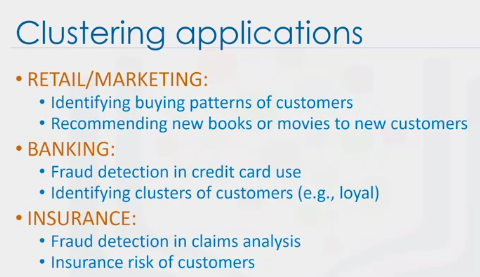 Clustering applications
• RETAIL/MARKETING:
• Identifying buying patterns of customers
• Recommending new books or movies to new customers
• BANKING:
• Fraud detection in credit card use
• Identifying clusters of customers (e.g., loyal)
• INSURANCE:
• Fraud detection in claims analysis
• Insurance risk of customers